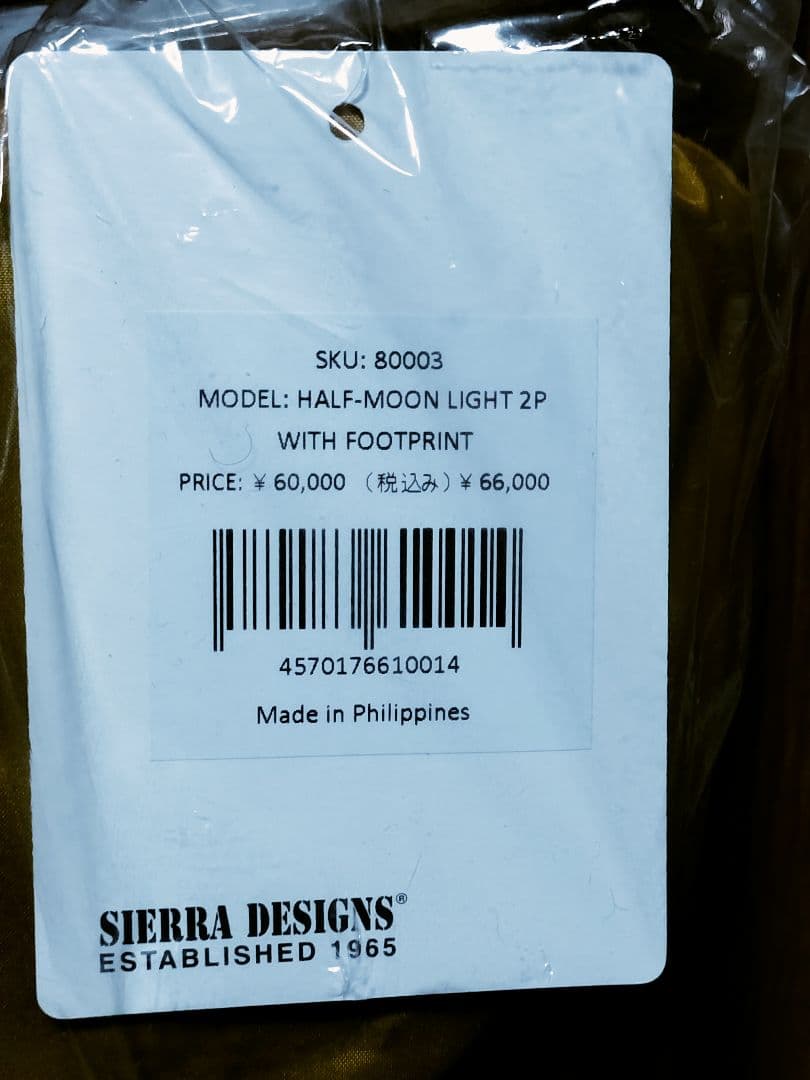 SKU: 80003
MODEL: HALF-MOON LIGHT 2P
WITH FOOTPRINT
PRICE: ¥ 60,000 （税込み）¥ 66,000
4570176610014
Made in Philippines
SIERRA DESIGNS®
ESTABLISHED 1965